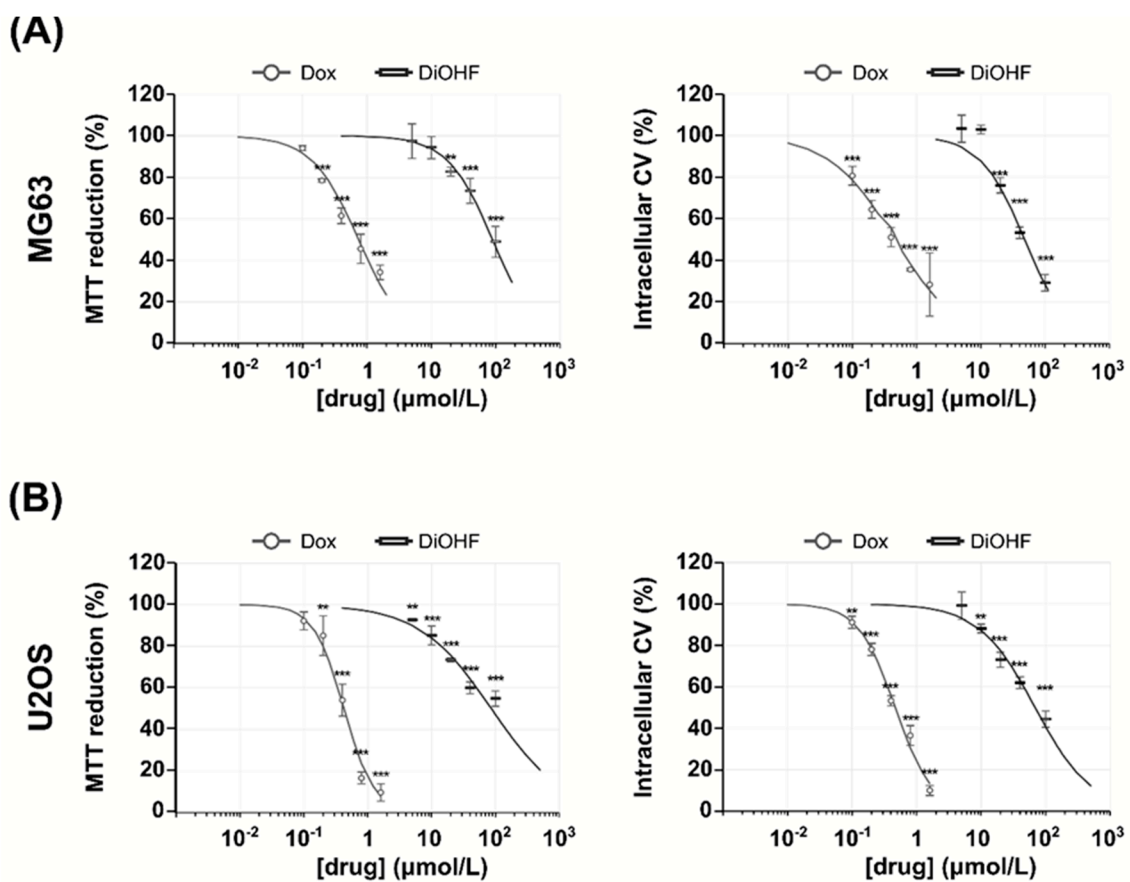 (A)
Dox DiOHF
Dox DiOHF
MG63
MTT reduction (%)
120
100
80
60
40
20
0
** *** *** *** *** *** ***
10⁻² 10⁻¹ 1 10 10² 10³
[drug] (µmol/L)
Intracellular CV (%)
120
100
80
60
40
20
0
*** *** *** *** *** *** *** ***
10⁻² 10⁻¹ 1 10 10² 10³
[drug] (µmol/L)
(B)
Dox DiOHF
Dox DiOHF
U2OS
MTT reduction (%)
120
100
80
60
40
20
0
** *** *** *** ** *** *** *** ***
10⁻² 10⁻¹ 1 10 10² 10³
[drug] (µmol/L)
Intracellular CV (%)
120
100
80
60
40
20
0
** *** *** *** *** ** *** *** ***
10⁻² 10⁻¹ 1 10 10² 10³
[drug] (µmol/L)